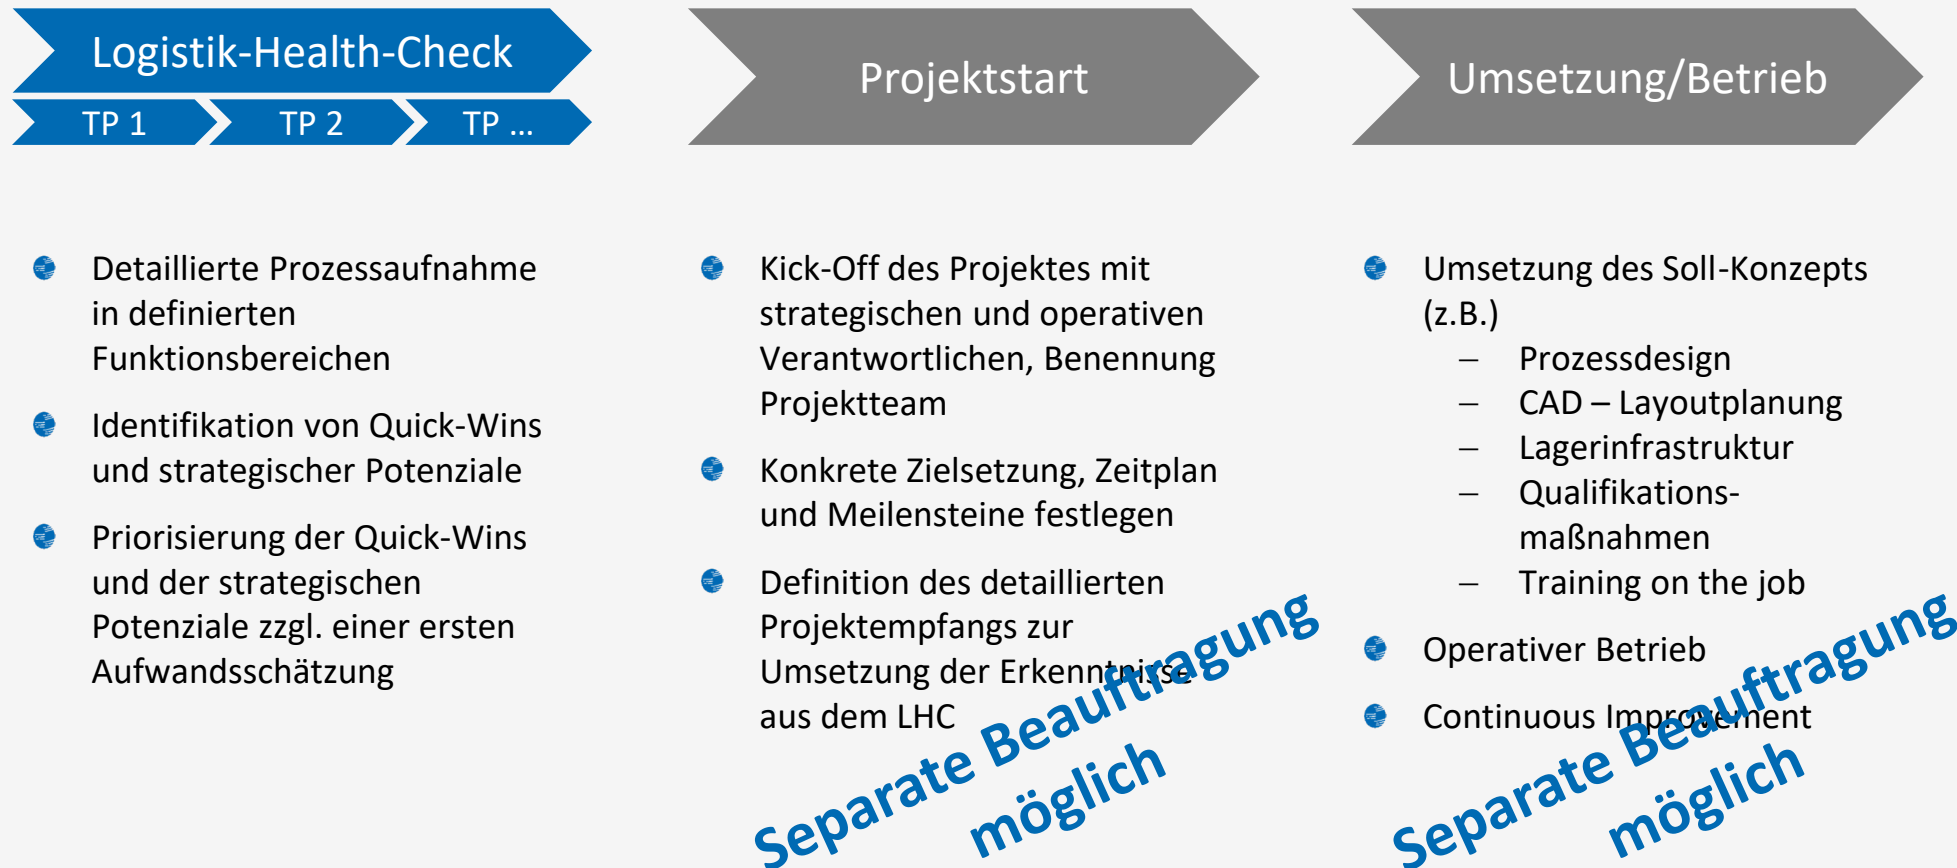 Logistik-Health-Check
TP 1
TP 2
TP ...
Detaillierte Prozessaufnahme
in definierten
Funktionsbereichen
Identifikation von Quick-Wins
und strategischer Potenziale
Priorisierung der Quick-Wins
und der strategischen
Potenziale zzgl. einer ersten
Aufwandsschätzung
Projektstart
Kick-Off des Projektes mit
strategischen und operativen
Verantwortlichen, Benennung
Projektteam
Konkrete Zielsetzung, Zeitplan
und Meilensteine festlegen
Definition des detaillierten
Projektempfangs zur
Umsetzung der Erkenntnisse
aus dem LHC
Separate Beauftragung
möglich
Umsetzung/Betrieb
Umsetzung des Soll-Konzepts
(z.B.)
– Prozessdesign
– CAD – Layoutplanung
– Lagerinfrastruktur
– Qualifikations-
maßnahmen
– Training on the job
Operativer Betrieb
Continuous Improvement
Separate Beauftragung
möglich